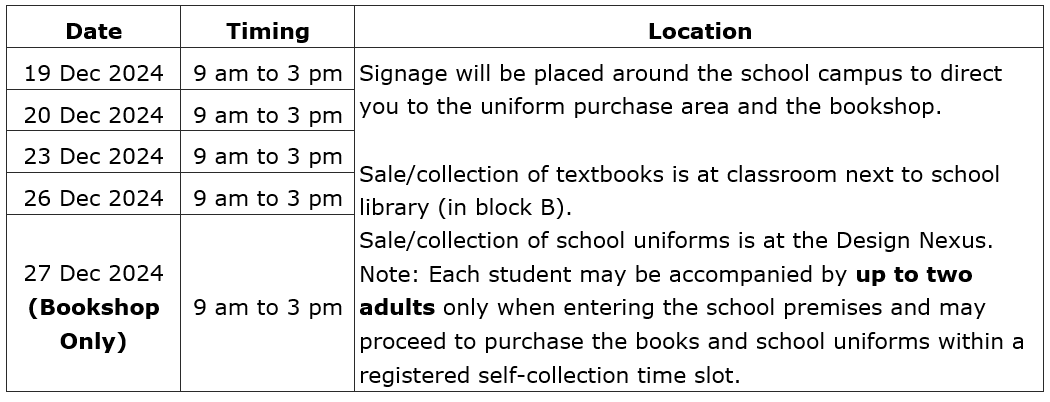 Date Timing Location
19 Dec 2024 9 am to 3 pm
20 Dec 2024 9 am to 3 pm
23 Dec 2024 9 am to 3 pm
26 Dec 2024 9 am to 3 pm
27 Dec 2024
(Bookshop
Only)
9 am to 3 pm
Signage will be placed around the school campus to direct
you to the uniform purchase area and the bookshop.
Sale/collection of textbooks is at classroom next to school
library (in block B).
Sale/collection of school uniforms is at the Design Nexus.
Note: Each student may be accompanied by up to two
adults only when entering the school premises and may
proceed to purchase the books and school uniforms within a
registered self-collection time slot.